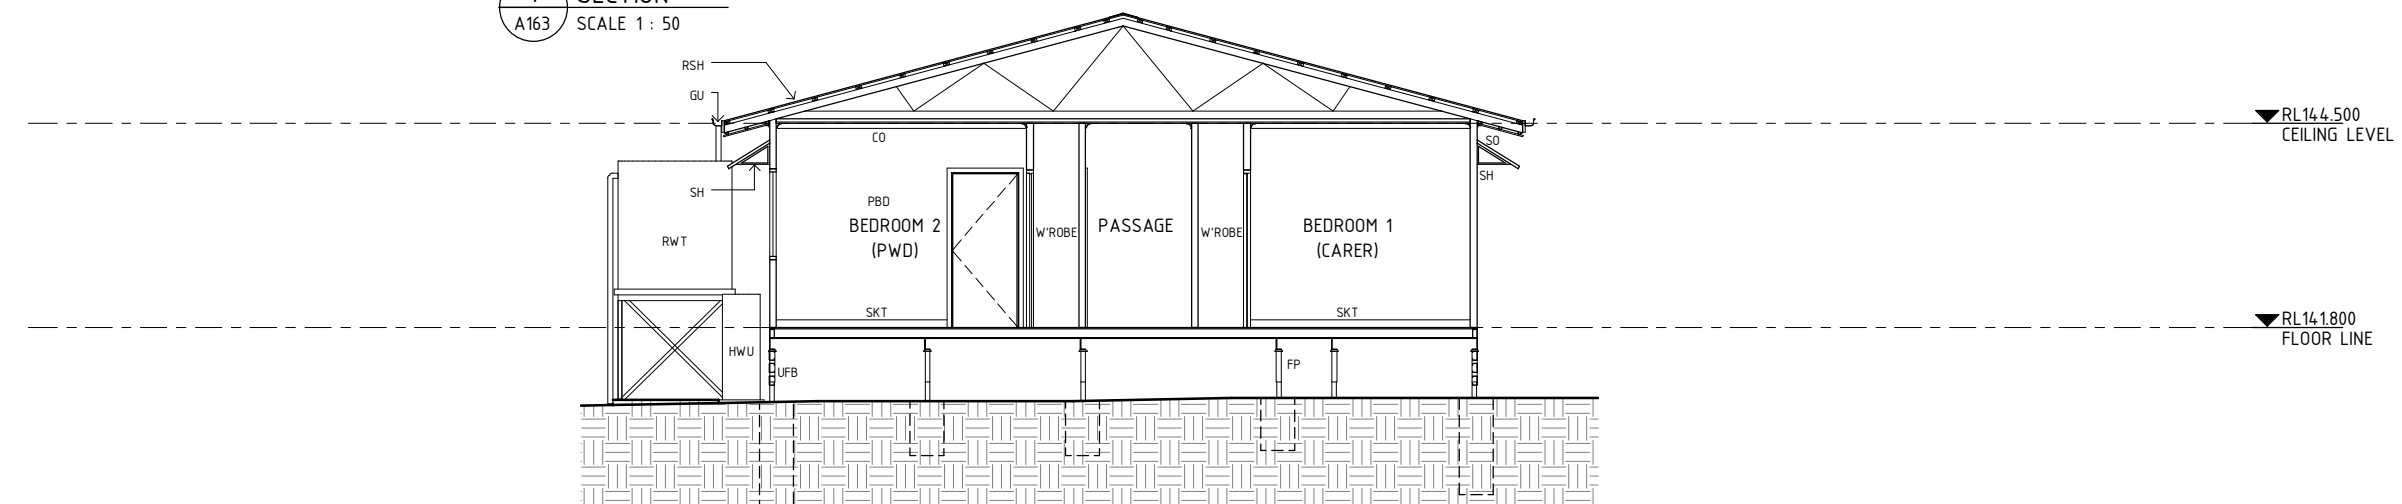 SECTION
A163
SCALE 1 : 50
RSH
GU
RL144.500
CEILING LEVEL
CO
SO
SH
SH
PBD
BEDROOM 2
(PWD)
W'ROBE
PASSAGE
W'ROBE
BEDROOM 1
(CARER)
RWT
SKT
SKT
RL141.800
FLOOR LINE
HWU
UFB
FP